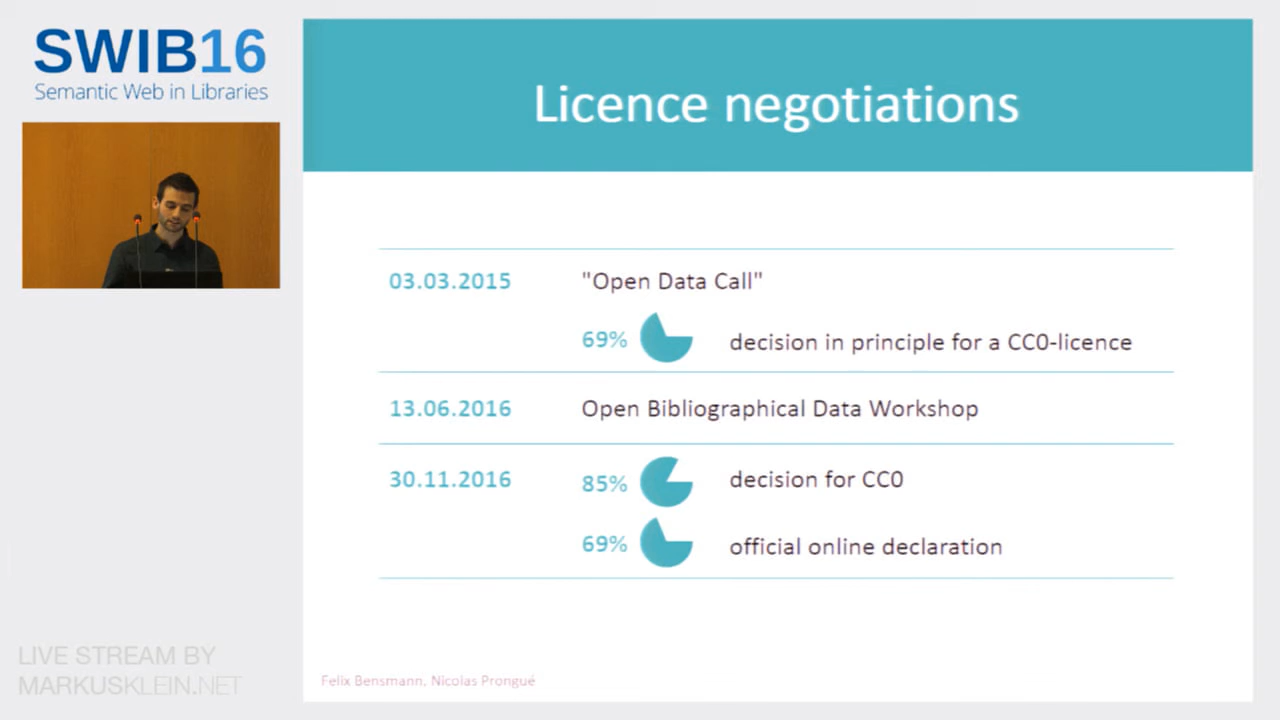 SWIB16
Semantic Web in Libraries
Licence negotiations
03.03.2015 "Open Data Call"
69% decision in principle for a CC0-licence
13.06.2016 Open Bibliographical Data Workshop
30.11.2016 85% decision for CC0
69% official online declaration
LIVE STREAM BY
MARKUSKLEIN.NET
Felix Bensmann, Nicolas Prongué